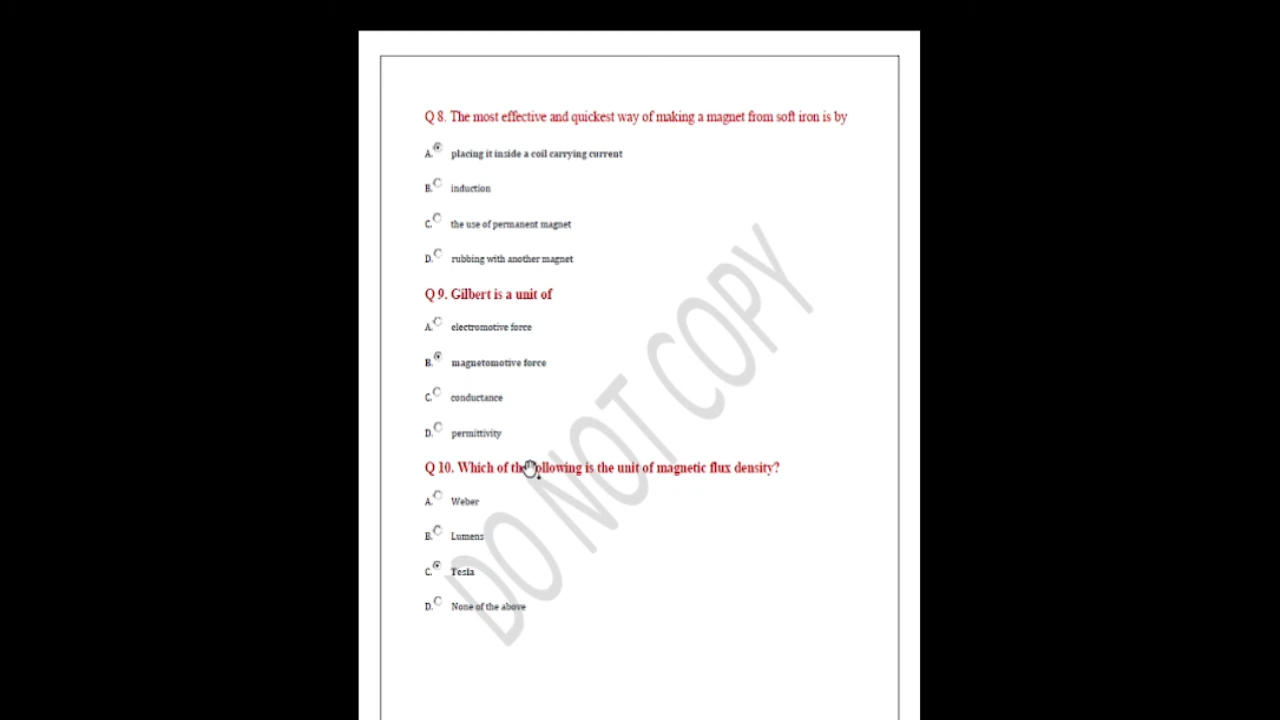 Q 8. The most effective and quickest way of making a magnet from soft iron is by
A. placing it inside a coil carrying current
B. induction
C. the use of permanent magnet
D. rubbing with another magnet
Q 9. Gilbert is a unit of
A. electromotive force
B. magnetomotive force
C. conductance
D. permittivity
Q 10. Which of the following is the unit of magnetic flux density?
A. Weber
B. Lumens
C. Tesla
D. None of the above
DO NOT COPY